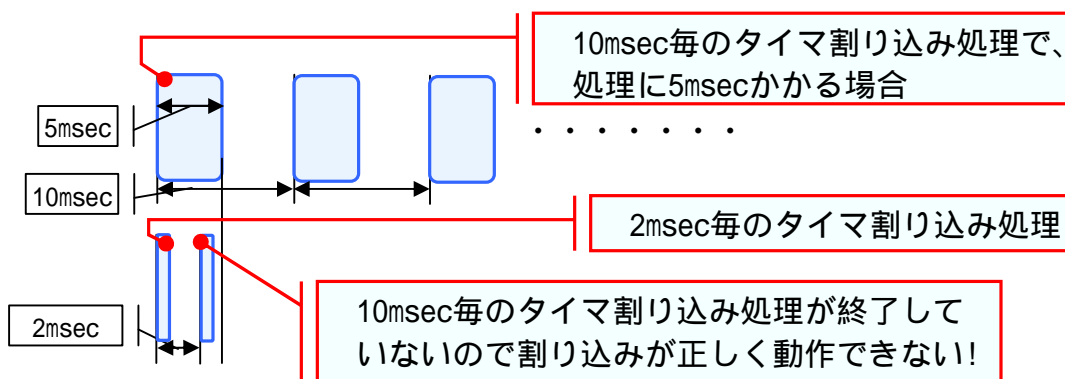 10msec毎のタイマ割り込み処理で、
処理に5msecかかる場合
5msec
・・・・・・・
10msec
2msec毎のタイマ割り込み処理
10msec毎のタイマ割り込み処理が終了して
いないので割り込みが正しく動作できない!
2msec